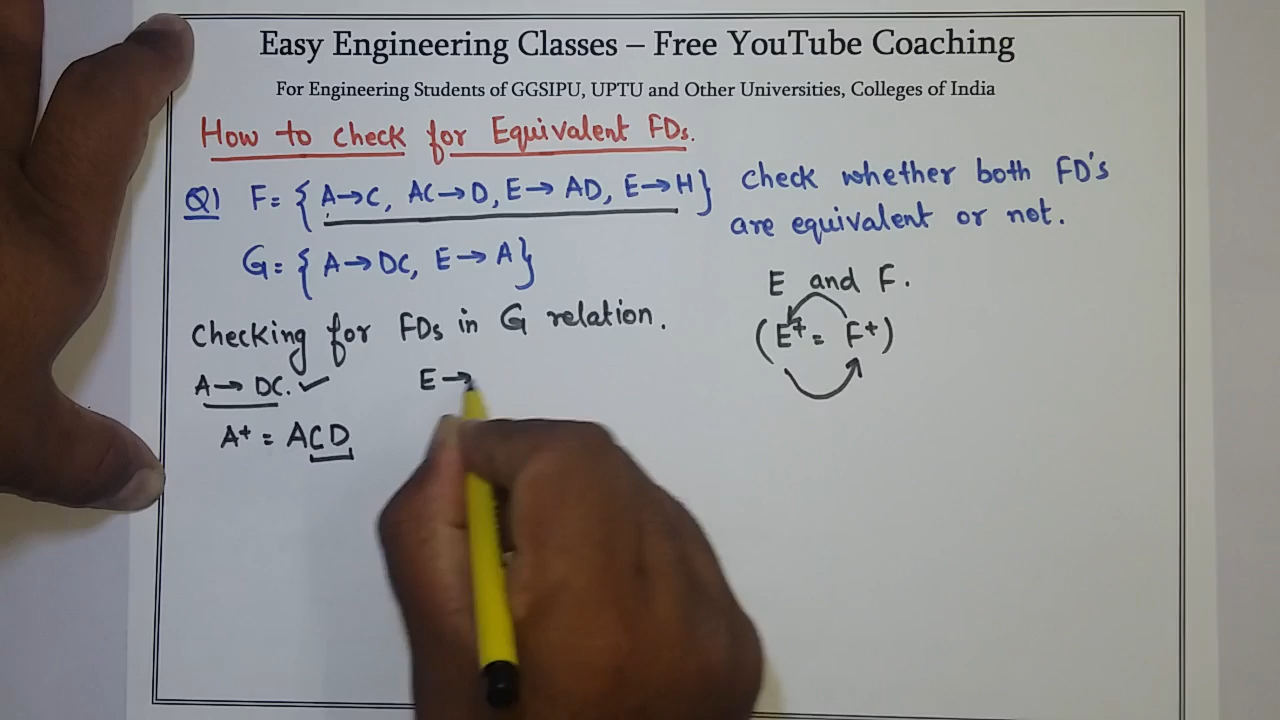 Easy Engineering Classes – Free YouTube Coaching
For Engineering Students of GGSIPU, UPTU and Other Universities, Colleges of India
How to check for Equivalent FDs.
Q1 F= { A→C, AC→D, E→AD, E→H} check whether both FD's
are equivalent or not.
G= { A→DC, E→A}
E and F.
Checking for FDs in G relation.
(E+ = F+)
A→ DC. ✓ E→
A+ = ACD